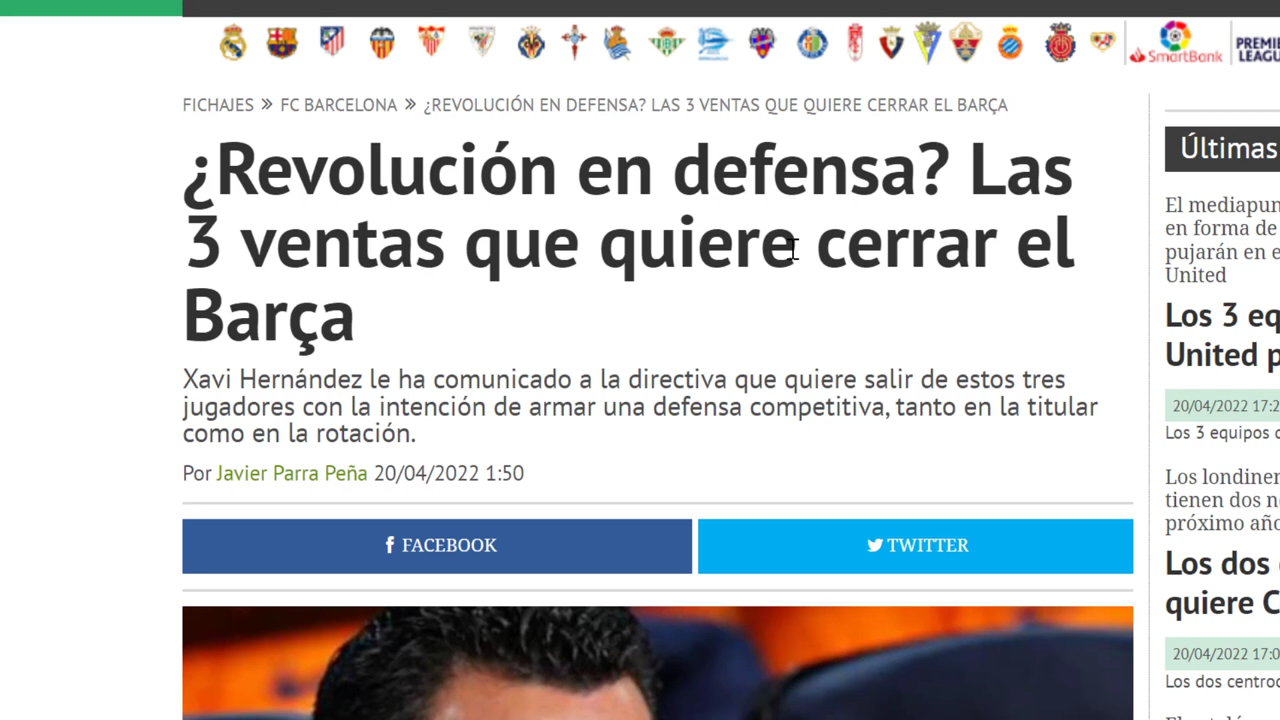 SmartBank
PREMIE
LEAGU
FICHAJES » FC BARCELONA » ¿REVOLUCIÓN EN DEFENSA? LAS 3 VENTAS QUE QUIERE CERRAR EL BARÇA
¿Revolución en defensa? Las
3 ventas que quiere cerrar el
Barça
Xavi Hernández le ha comunicado a la directiva que quiere salir de estos tres
jugadores con la intención de armar una defensa competitiva, tanto en la titular
como en la rotación.
Por Javier Parra Peña 20/04/2022 1:50
FACEBOOK
TWITTER
Últimas
El mediapun
en forma de
pujarán en e
United
Los 3 eq
United p
20/04/2022 17:2
Los 3 equipos
Los londiner
tienen dos n
próximo año
Los dos
quiere C
20/04/2022 17:0
Los dos centroc